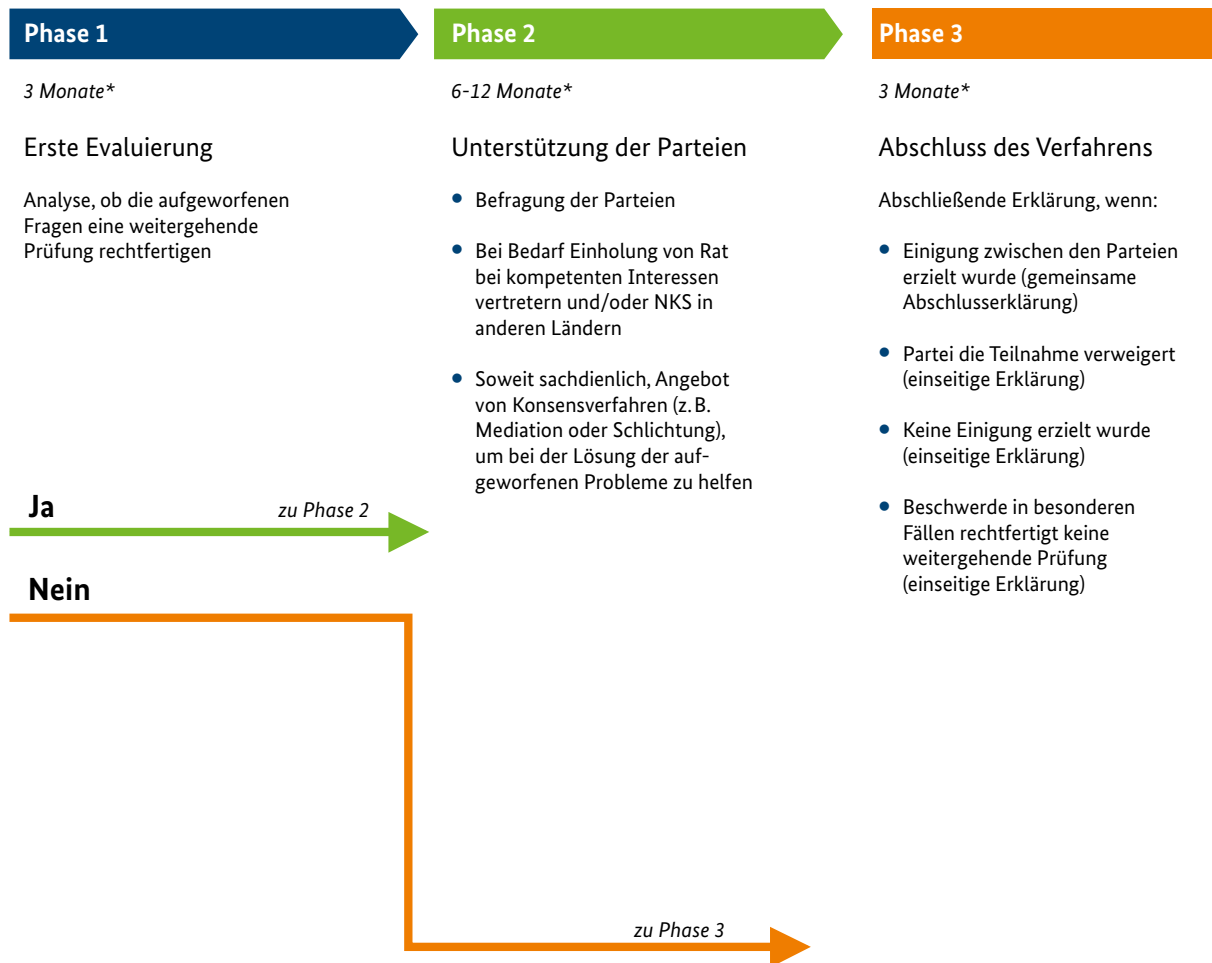 Phase 1
3 Monate*
Erste Evaluierung
Analyse, ob die aufgeworfenen
Fragen eine weitergehende
Prüfung rechtfertigen
Ja
zu Phase 2
Nein
zu Phase 3
Phase 2
6-12 Monate*
Unterstützung der Parteien
• Befragung der Parteien
• Bei Bedarf Einholung von Rat
bei kompetenten Interessen
vertretern und/oder NKS in
anderen Ländern
• Soweit sachdienlich, Angebot
von Konsensverfahren (z. B.
Mediation oder Schlichtung),
um bei der Lösung der auf-
geworfenen Probleme zu helfen
Phase 3
3 Monate*
Abschluss des Verfahrens
Abschließende Erklärung, wenn:
• Einigung zwischen den Parteien
erzielt wurde (gemeinsame
Abschlusserklärung)
• Partei die Teilnahme verweigert
(einseitige Erklärung)
• Keine Einigung erzielt wurde
(einseitige Erklärung)
• Beschwerde in besonderen
Fällen rechtfertigt keine
weitergehende Prüfung
(einseitige Erklärung)